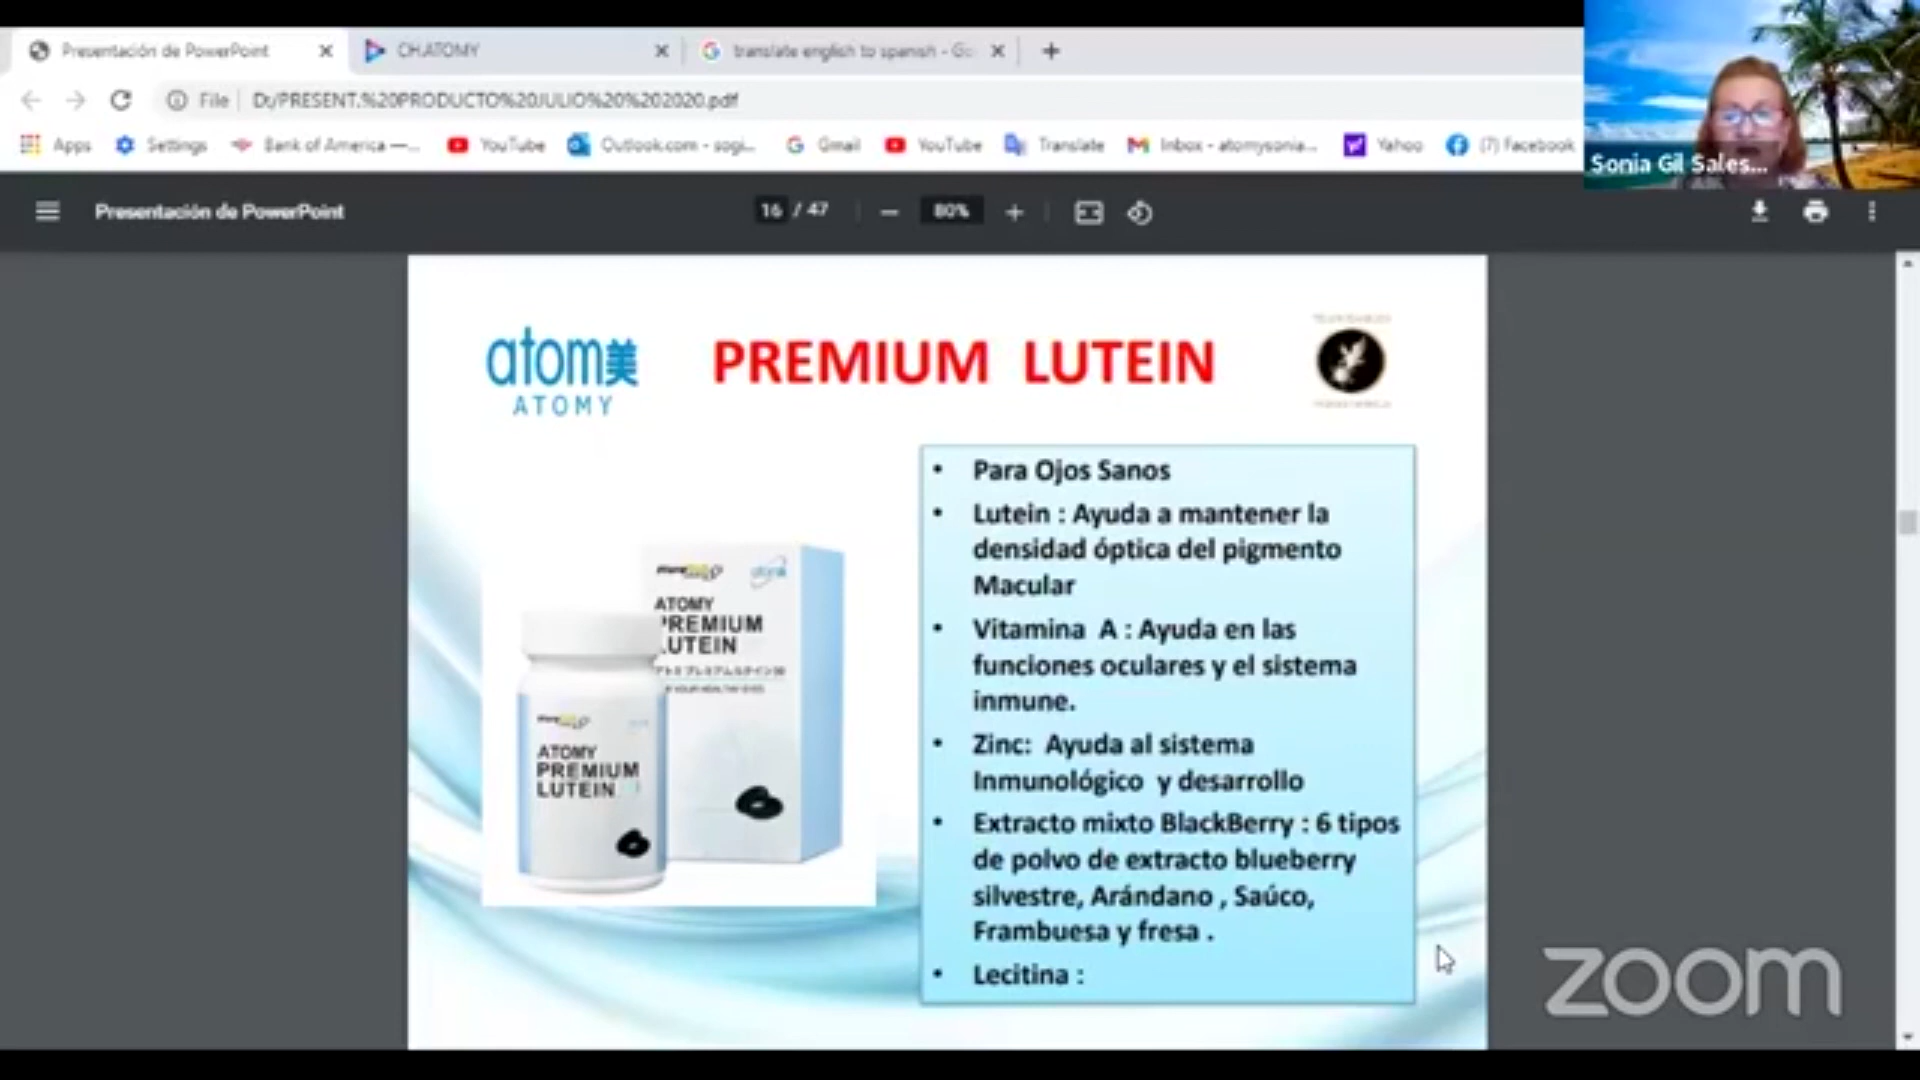 Presentación de PowerPoint
CH.ATOMY
translate english to spanish - Go
File
D:/PRESENT.%20PRODUCTO%20JULIO%20%202020.pdf
Apps
Settings
Bank of America —...
YouTube
Outlook.com - sogi...
Gmail
YouTube
Translate
Inbox - atomysonia...
Yahoo
(7) Facebook
Sonia Gil Sales...
Presentación de PowerPoint
16 / 47
80%
atom美
ATOMY
PREMIUM LUTEIN
• Para Ojos Sanos
• Lutein : Ayuda a mantener la
densidad óptica del pigmento
Macular
• Vitamina A : Ayuda en las
funciones oculares y el sistema
inmune.
• Zinc: Ayuda al sistema
Inmunológico y desarrollo
• Extracto mixto BlackBerry : 6 tipos
de polvo de extracto blueberry
silvestre, Arándano , Saúco,
Frambuesa y fresa .
• Lecitina :
ATOMY
PREMIUM
LUTEIN
ATOMY
PREMIUM
LUTEIN
zoom